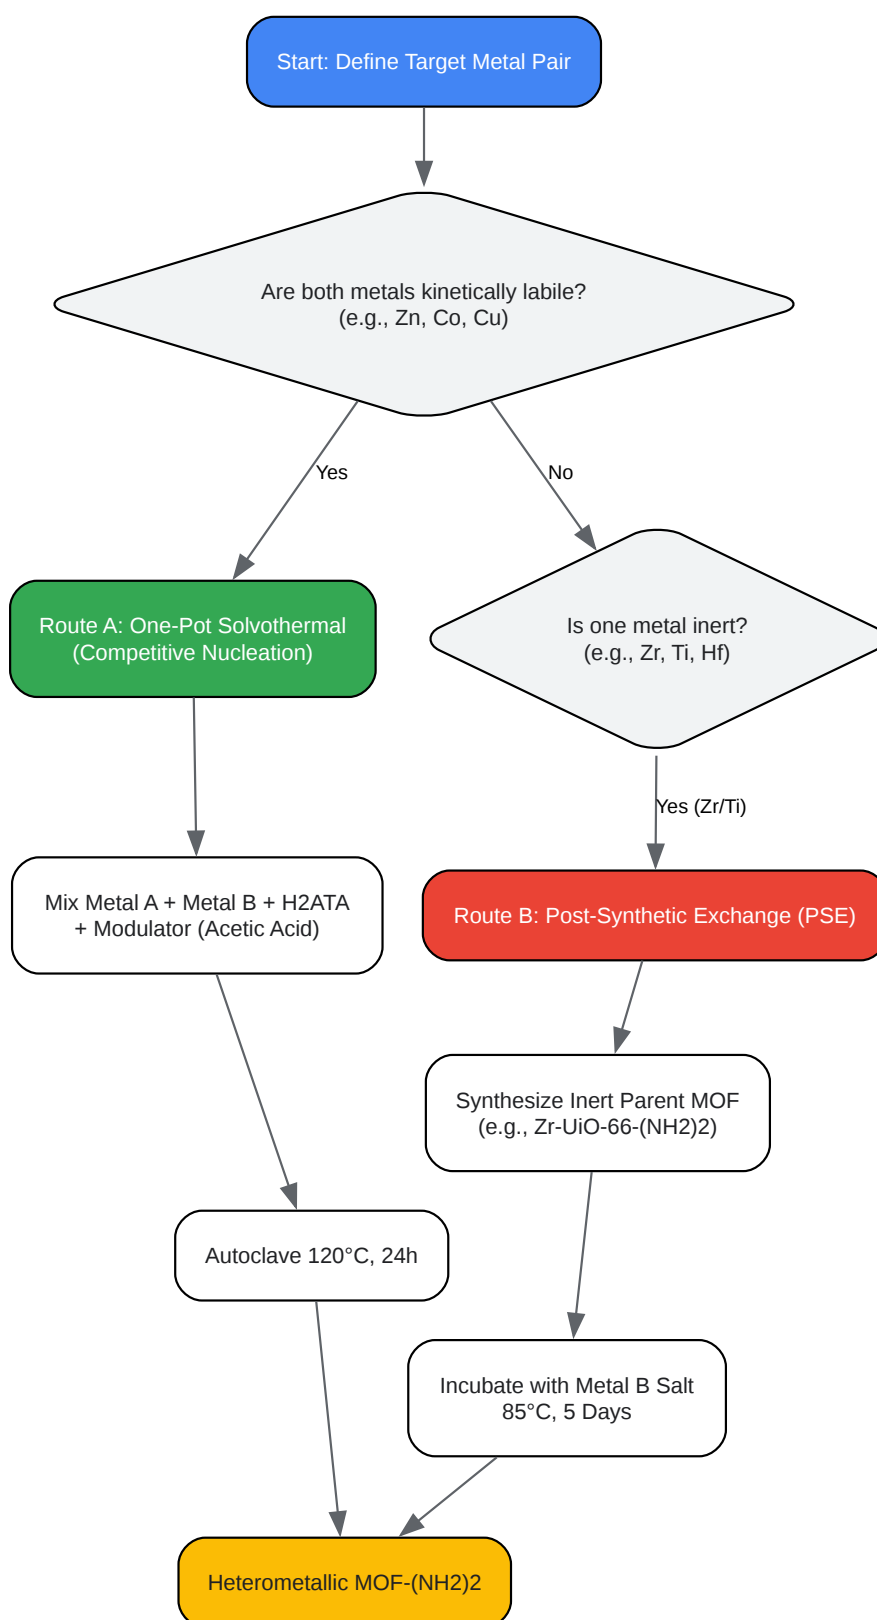 Start: Define Target Metal Pair
Are both metals kinetically labile?
(e.g., Zn, Co, Cu)
Yes
No
Route A: One-Pot Solvothermal
(Competitive Nucleation)
Is one metal inert?
(e.g., Zr, Ti, Hf)
Yes (Zr/Ti)
Mix Metal A + Metal B + H2ATA
+ Modulator (Acetic Acid)
Route B: Post-Synthetic Exchange (PSE)
Synthesize Inert Parent MOF
(e.g., Zr-UiO-66-(NH2)2)
Autoclave 120°C, 24h
Incubate with Metal B Salt
85°C, 5 Days
Heterometallic MOF-(NH2)2